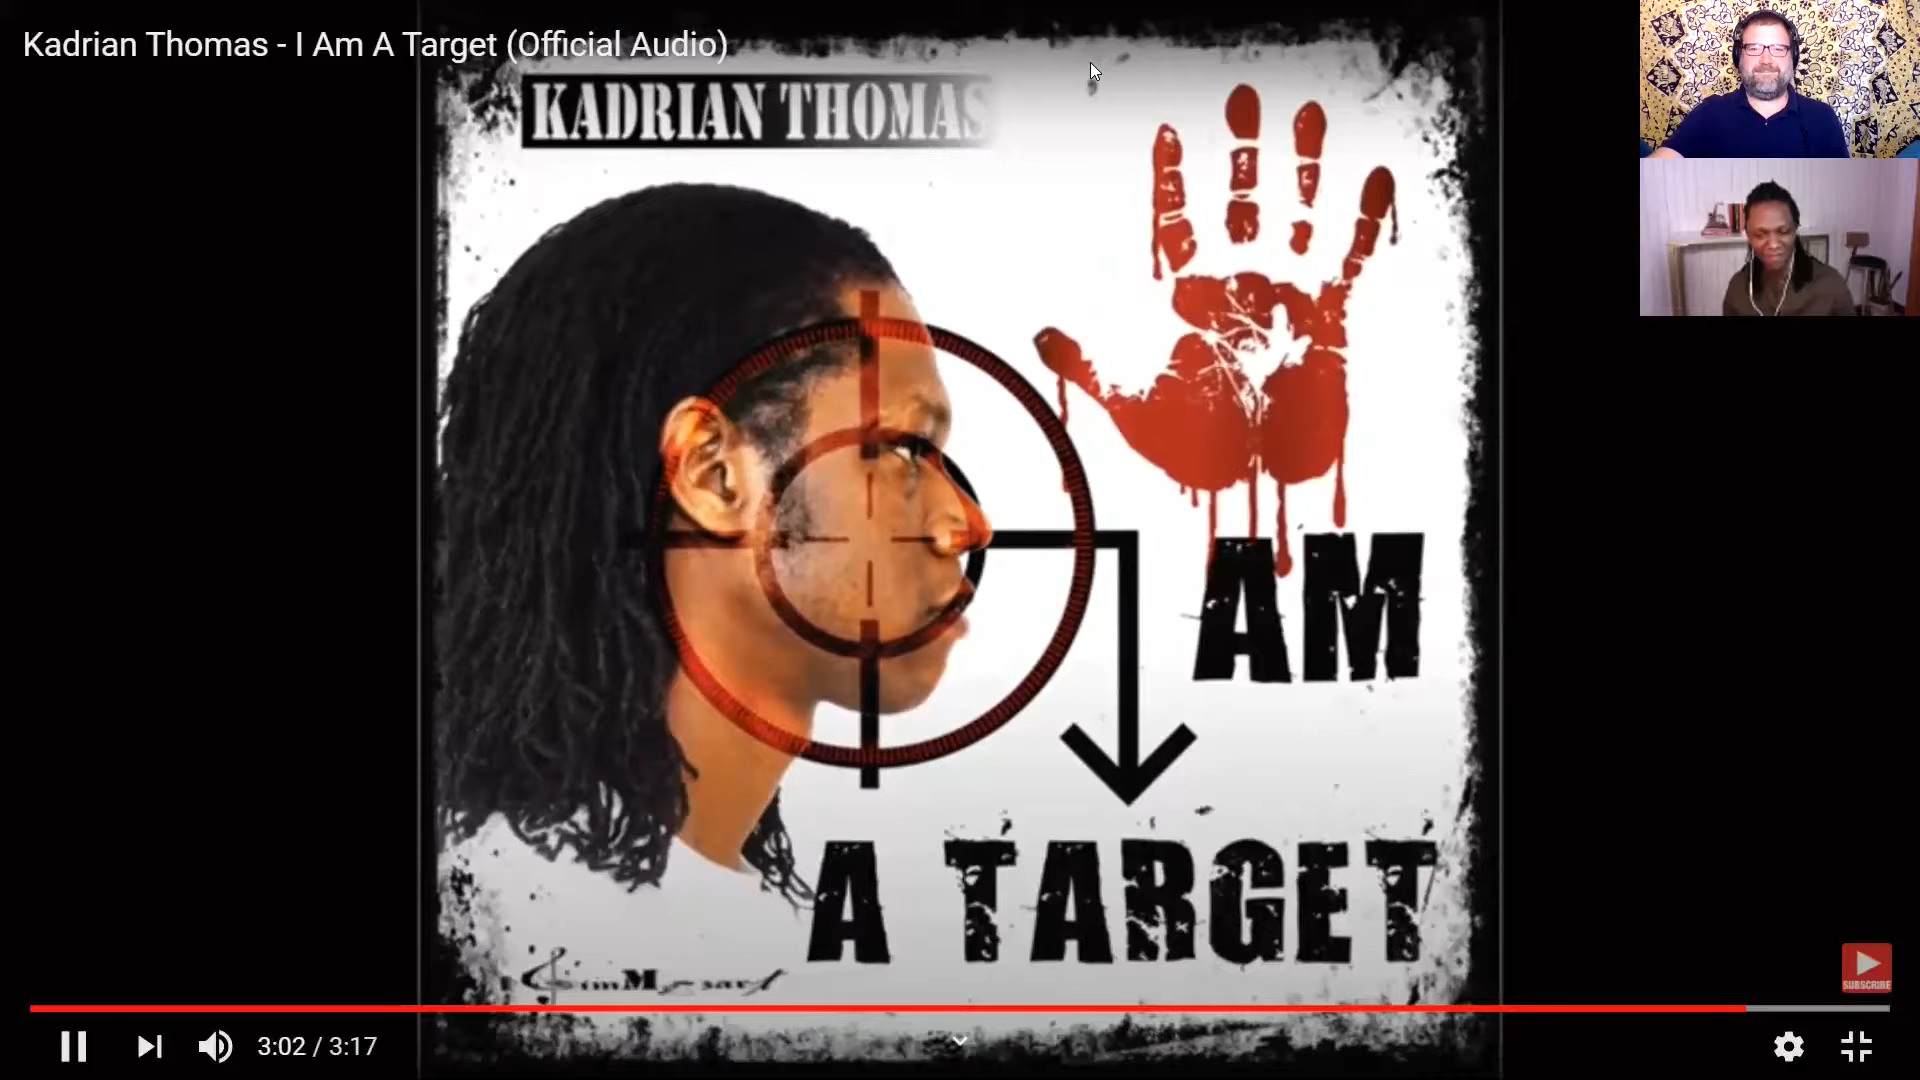 Kadrian Thomas - I Am A Target (Official Audio)
KADRIAN THOMAS
AM
A TARGET
SUBSCRIBE
3:02 / 3:17